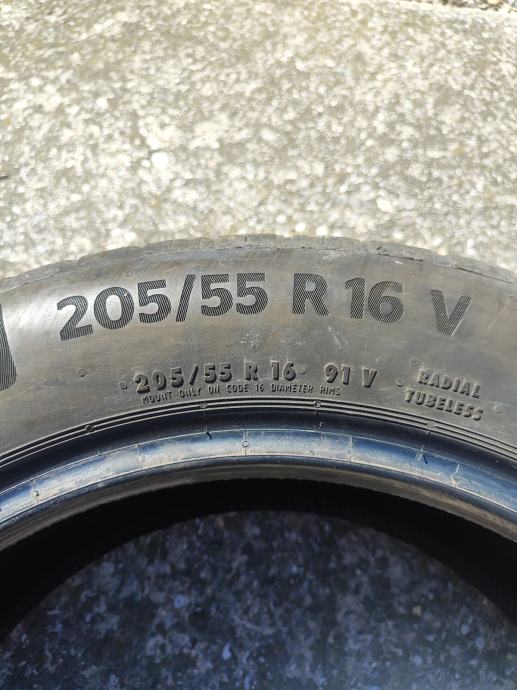 205/55 R 16 V
205/55 R 16 91 V
MOUNT ONLY ON CODE 16 DIAMETER RIMS
RADIAL
TUBELESS